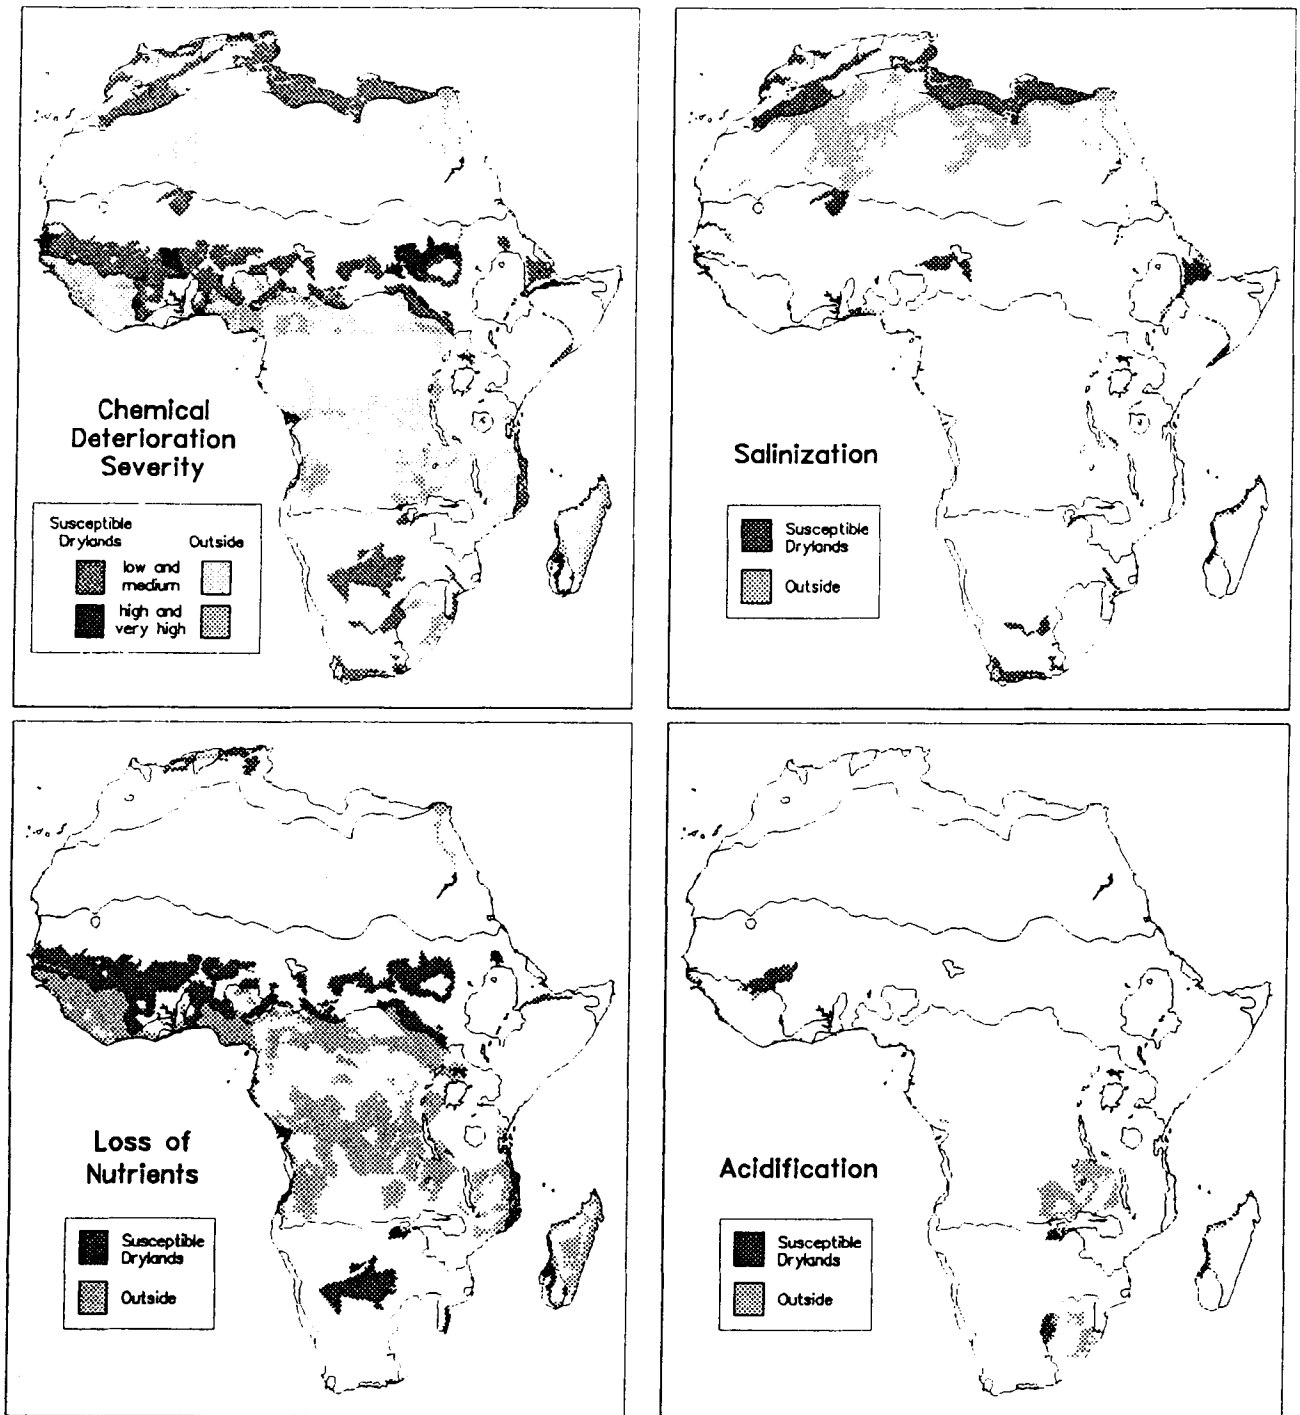 Chemical
Deterioration
Severity
Susceptible
Drylands
Outside
low and
medium
high and
very high
Salinization
Susceptible
Drylands
Outside
Loss of
Nutrients
Susceptible
Drylands
Outside
Acidification
Susceptible
Drylands
Outside